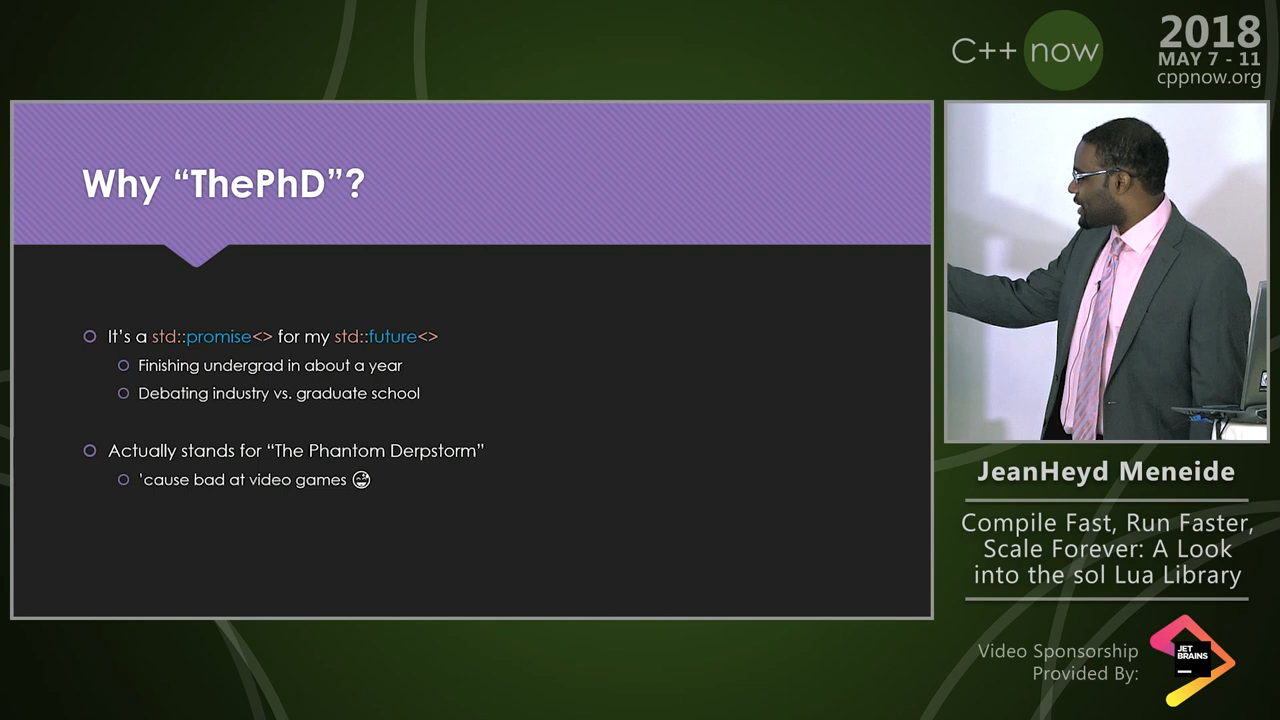 C++ now
2018
MAY 7 - 11
cppnow.org
Why “ThePhD”?
It’s a std::promise<> for my std::future<>
Finishing undergrad in about a year
Debating industry vs. graduate school
Actually stands for “The Phantom Derpstorm”
’cause bad at video games 😅
JeanHeyd Meneide
Compile Fast, Run Faster,
Scale Forever: A Look
into the sol Lua Library
Video Sponsorship
Provided By:
JET
BRAINS